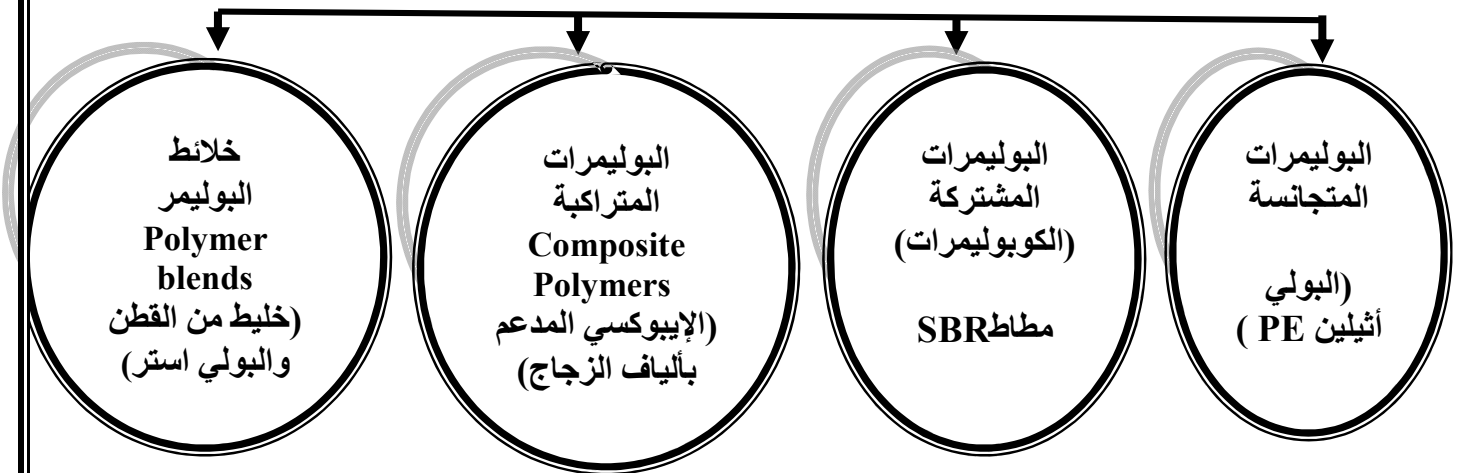 البوليمرات
المتجانسة
(البولي
أثيلين PE )
البوليمرات
المشتركة
(الكوبوليمرات)
مطاطSBR
البوليمرات
المتراكبة
Composite
Polymers
(الإيبوكسي المدعم
بألياف الزجاج)
خلائط
البوليمر
Polymer
blends
(خليط من القطن
والبولي استر)